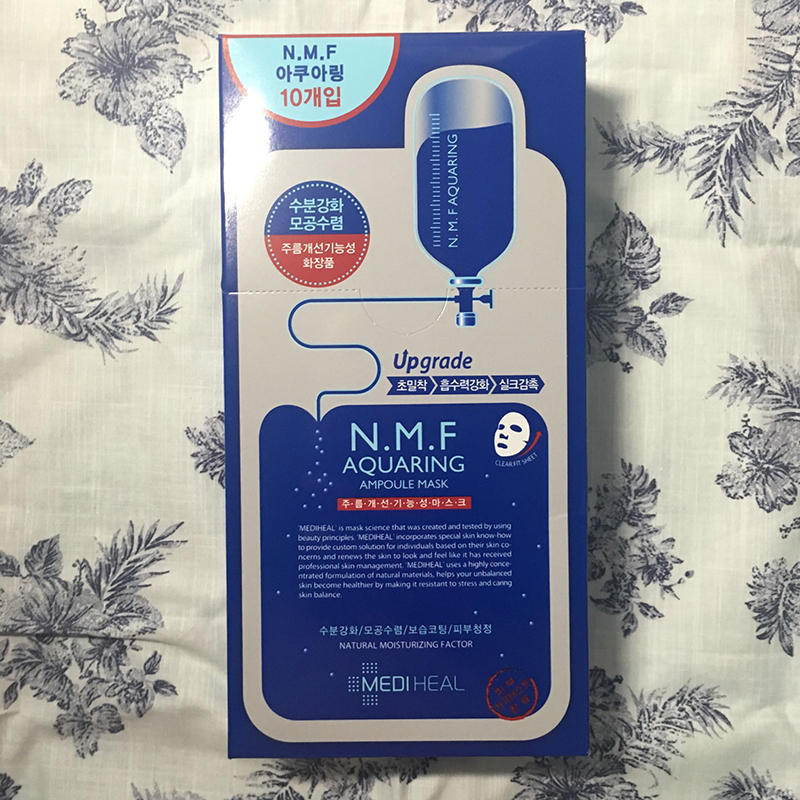 N.M.F
아쿠아링
10개입
N.M.F AQUARING
수분강화
모공수렴
주름개선기능성
화장품
Upgrade
초밀착 흡수력강화 실크감촉
N.M.F
AQUARING
AMPOULE MASK
CLEAR FIT SHEET
주·름·개·선·기·능·성·마·스·크
'MEDIHEAL' is mask science that was created and tested by using
beauty principles. 'MEDIHEAL' incorporates special skin know-how
to provide custom solution for individuals based on their skin co-
ncerns and renews the skin to look and feel like it has received
professional skin management. 'MEDIHEAL' uses a highly conce-
ntrated formulation of natural materials, helps your unbalanced
skin become healthier by making it resistant to stress and caring
skin balance.
수분강화/모공수렴/보습코팅/피부청정
NATURAL MOISTURIZING FACTOR
MEDIHEAL